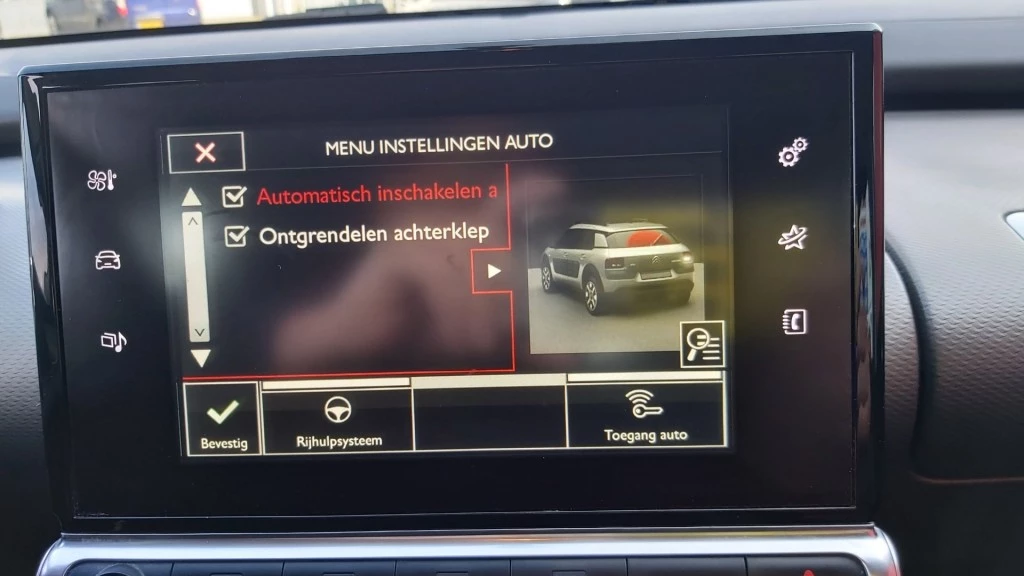 MENU INSTELLINGEN AUTO
Automatisch inschakelen a
Ontgrendelen achterklep
Bevestig
Rijhulpsysteem
Toegang auto